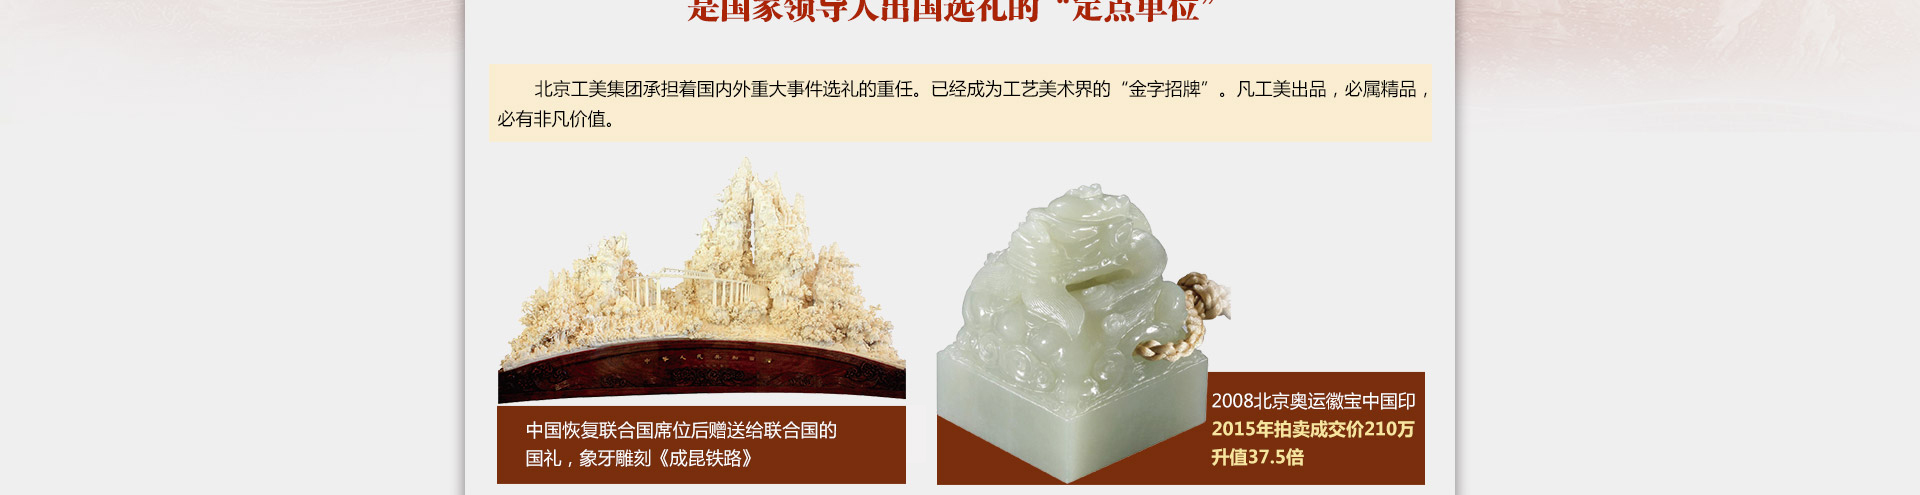 是国家领导人出国选礼的“定点单位”
北京工美集团承担着国内外重大事件选礼的重任。已经成为工艺美术界的“金字招牌”。凡工美出品，必属精品，
必有非凡价值。
中国恢复联合国席位后赠送给联合国的
国礼，象牙雕刻《成昆铁路》
2008北京奥运徽宝中国印
2015年拍卖成交价210万
升值37.5倍